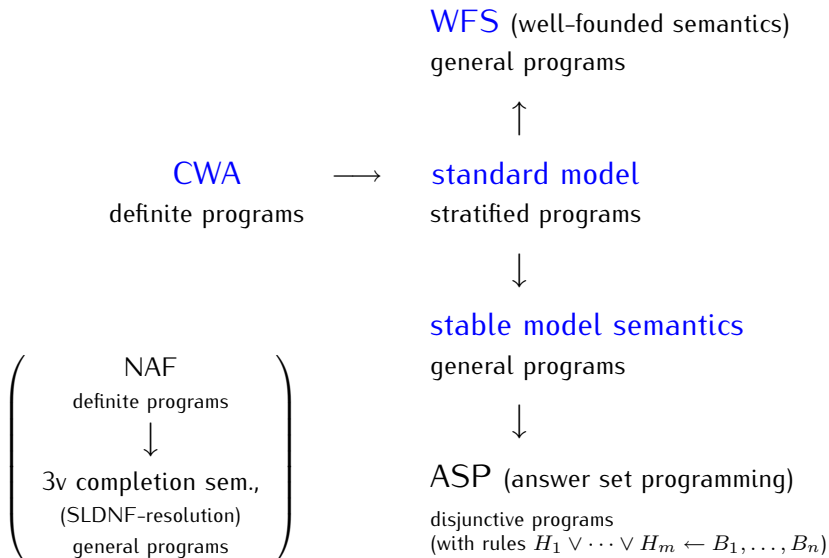 WFS (well-founded semantics)
general programs
↑
CWA → standard model
definite programs stratified programs
↓
stable model semantics
general programs
↓
ASP (answer set programming)
disjunctive programs
(with rules H₁ ∨ ⋯ ∨ Hₘ ← B₁, …, Bₙ)
NAF
definite programs
↓
3v completion sem.,
(SLDNF-resolution)
general programs